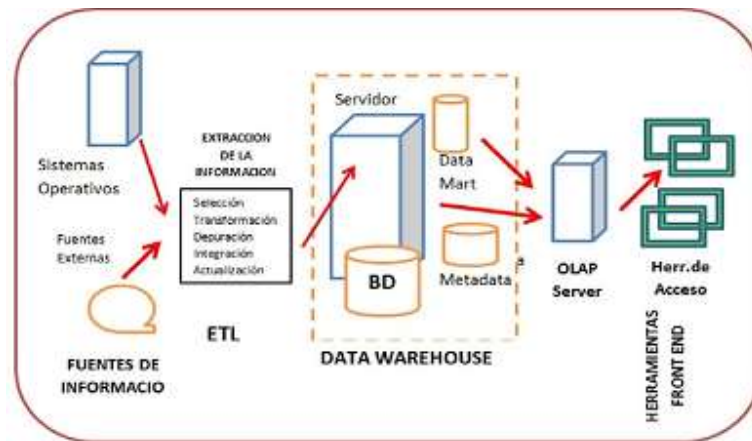 Sistemas
Operativos
Fuentes
Externas
FUENTES DE
INFORMACIO
EXTRACCION
DE LA
INFORMACION
Selección
Transformación
Depuración
Integración
Actualización
ETL
Servidor
BD
Data
Mart
Metadata
a
DATA WAREHOUSE
OLAP
Server
Herr.de
Acceso
HERRAMIENTAS
FRONT END